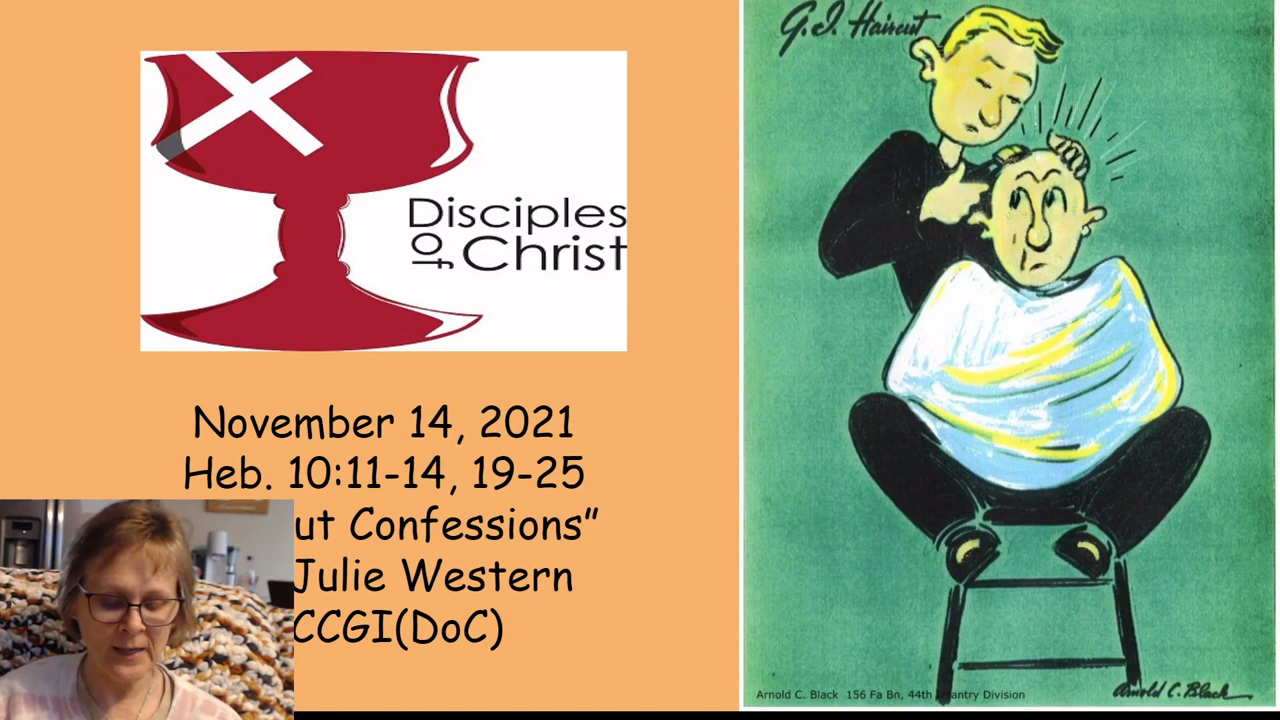 Disciples
of Christ
November 14, 2021
Heb. 10:11-14, 19-25
ut Confessions”
Julie Western
CCGI(DoC)
G.I. Haircut
Arnold C. Black 156 Fa Bn, 44th antry Division
Arnold C. Black